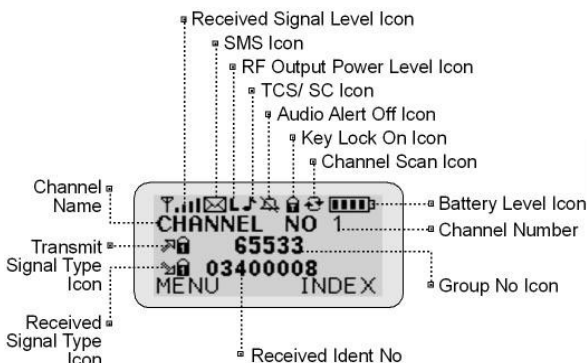 Received Signal Level Icon
SMS Icon
RF Output Power Level Icon
TCS/ SC Icon
Audio Alert Off Icon
Key Lock On Icon
Channel Scan Icon
Channel Name
Battery Level Icon
L
CHANNEL NO 1
Channel Number
Transmit Signal Type Icon
65533
03400008
Group No Icon
MENU INDEX
Received Signal Type Icon
Received Ident No